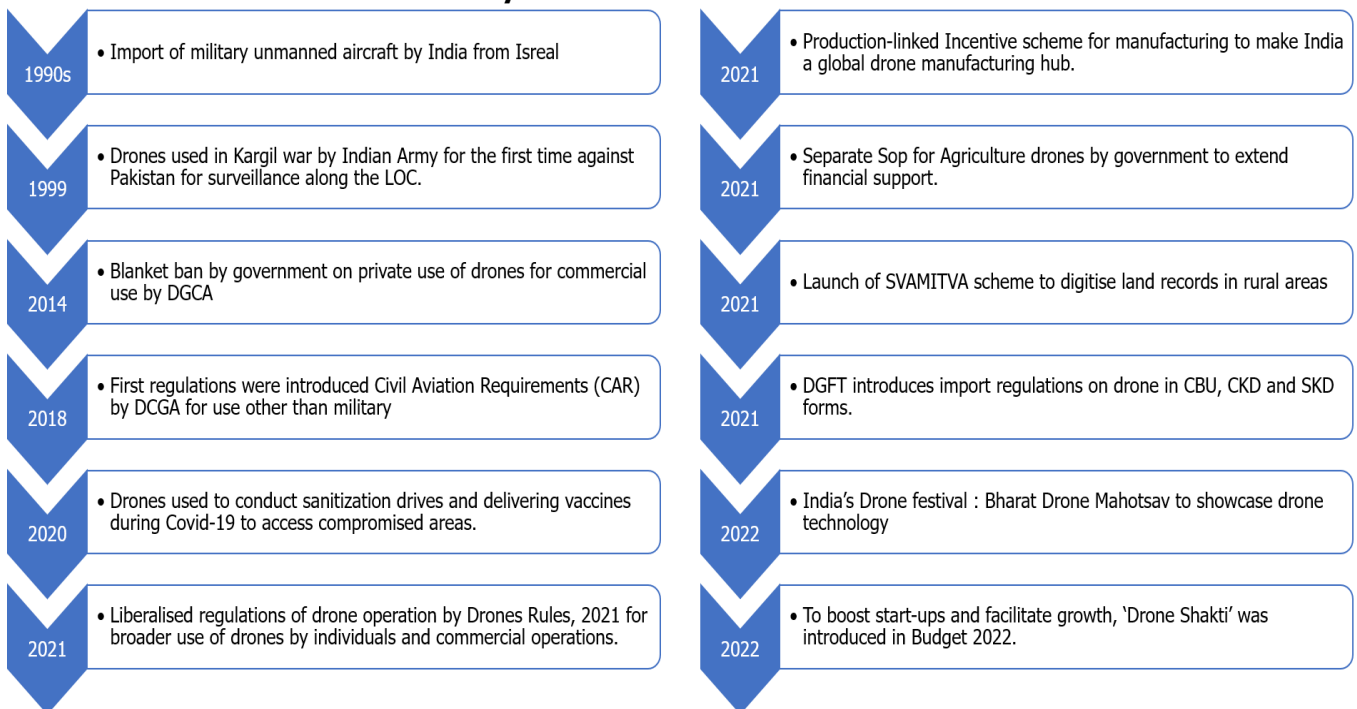 1990s
• Import of military unmanned aircraft by India from Isreal
1999
• Drones used in Kargil war by Indian Army for the first time against
Pakistan for surveillance along the LOC.
2014
• Blanket ban by government on private use of drones for commercial
use by DGCA
2018
• First regulations were introduced Civil Aviation Requirements (CAR)
by DCGA for use other than military
2020
• Drones used to conduct sanitization drives and delivering vaccines
during Covid-19 to access compromised areas.
2021
• Liberalised regulations of drone operation by Drones Rules, 2021 for
broader use of drones by individuals and commercial operations.
2021
• Production-linked Incentive scheme for manufacturing to make India
a global drone manufacturing hub.
2021
• Separate Sop for Agriculture drones by government to extend
financial support.
2021
• Launch of SVAMITVA scheme to digitise land records in rural areas
2021
• DGFT introduces import regulations on drone in CBU, CKD and SKD
forms.
2022
• India’s Drone festival : Bharat Drone Mahotsav to showcase drone
technology
2022
• To boost start-ups and facilitate growth, ‘Drone Shakti’ was
introduced in Budget 2022.